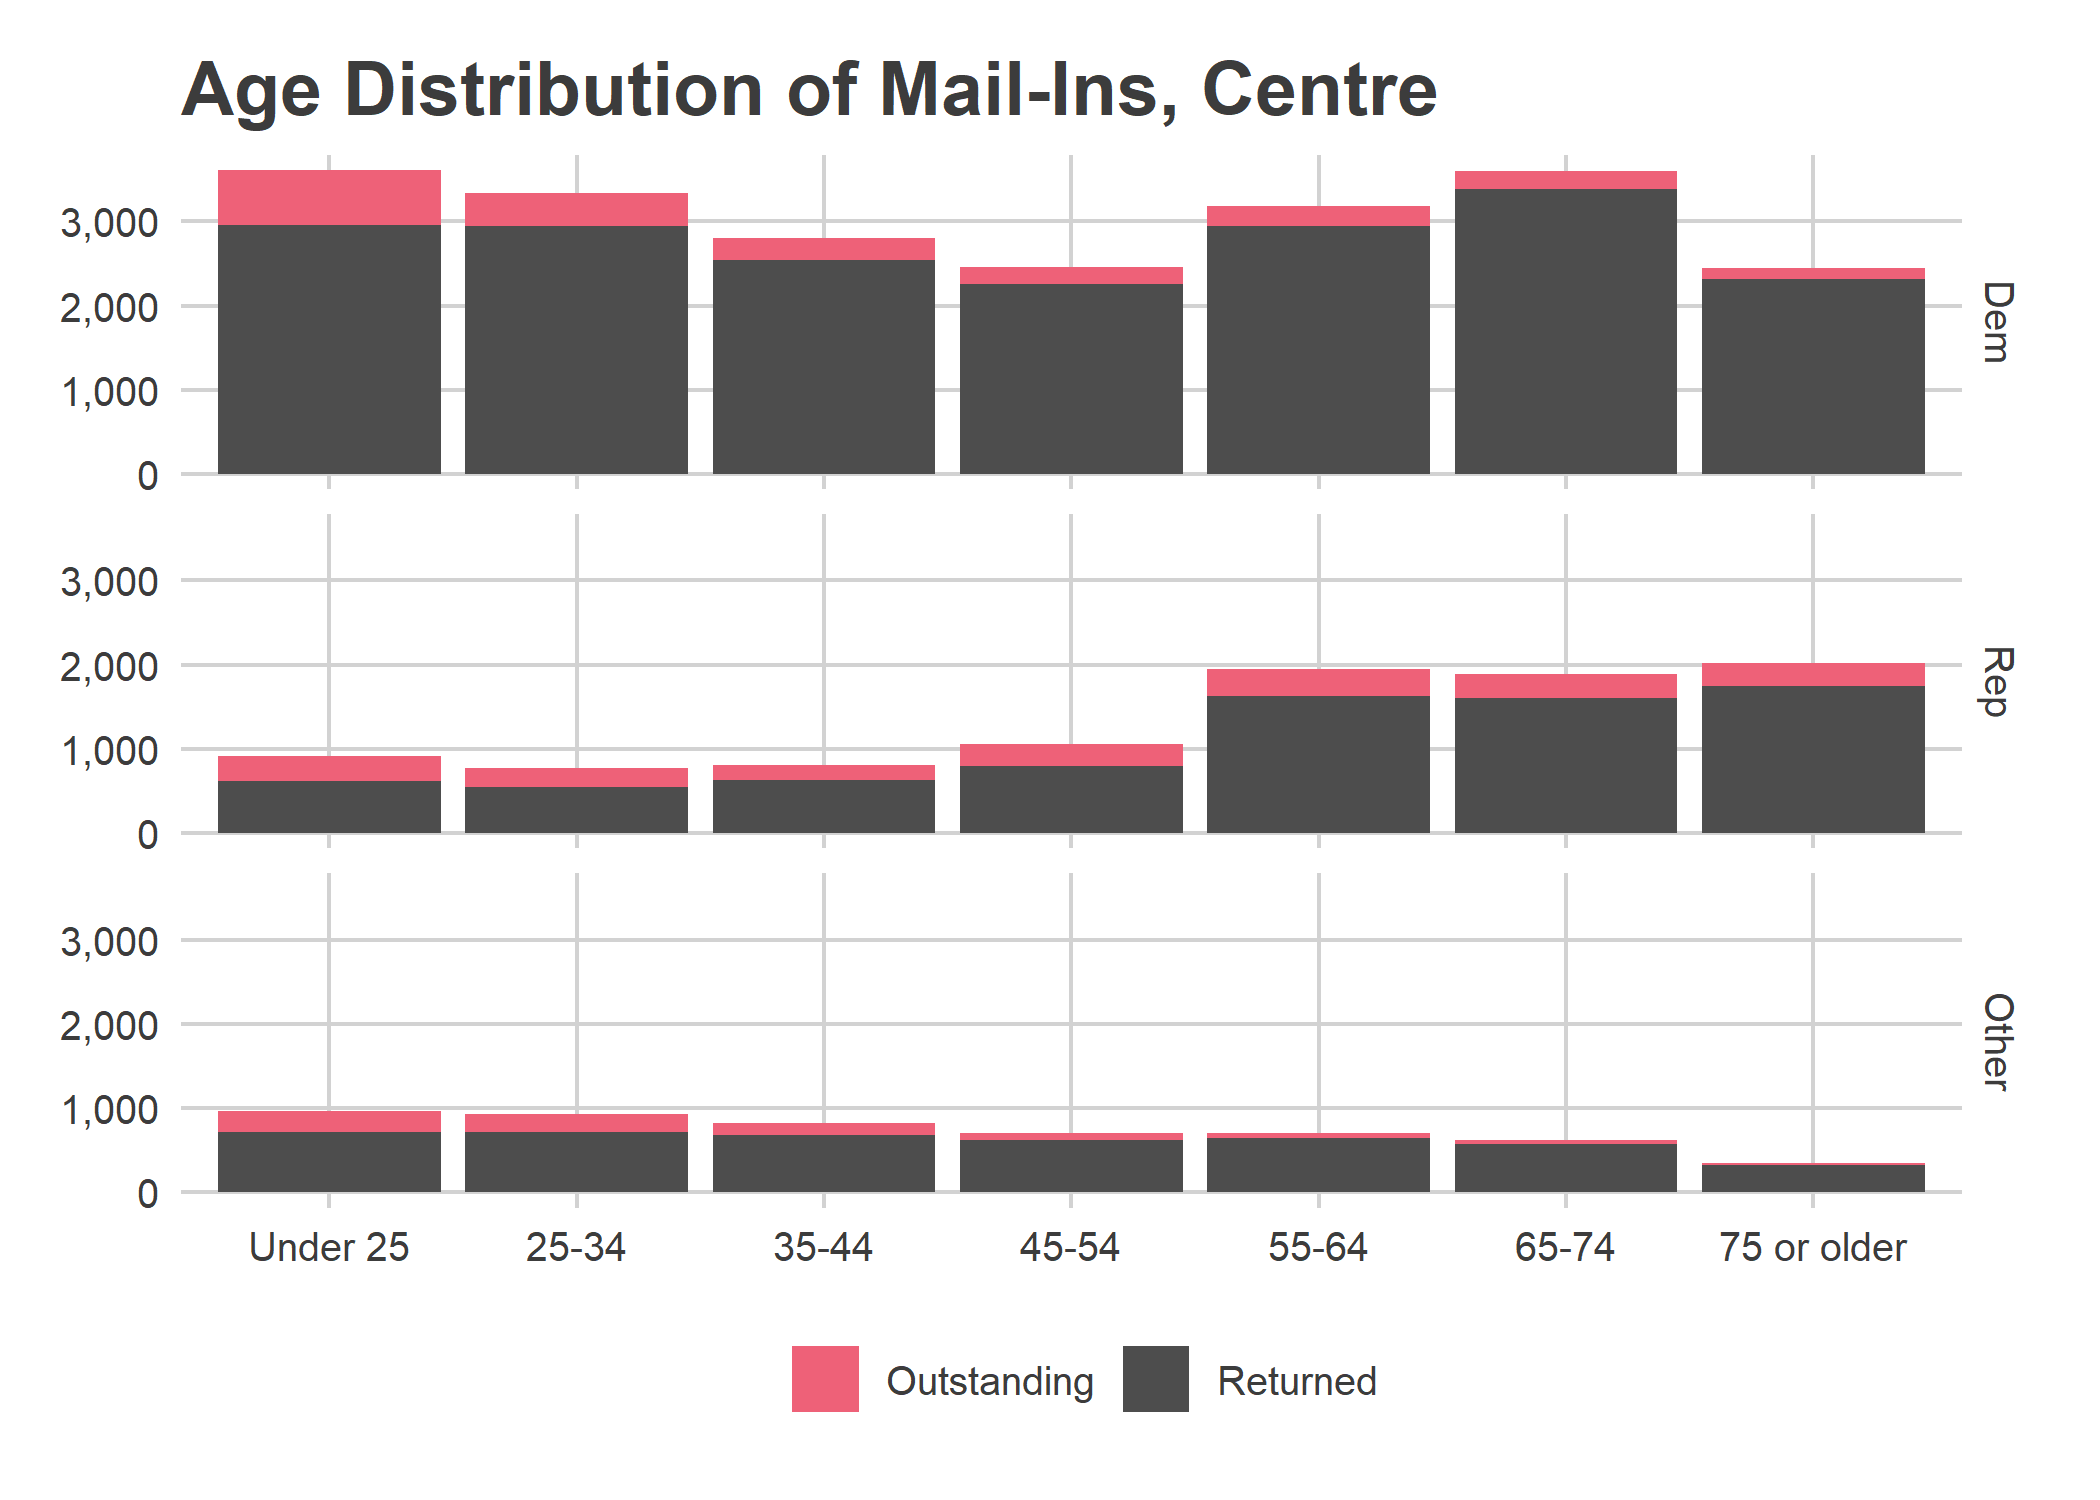 Age Distribution of Mail-Ins, Centre
3,000
2,000
1,000
0
Dem
3,000
2,000
1,000
0
Rep
3,000
2,000
1,000
0
Other
Under 25 25-34 35-44 45-54 55-64 65-74 75 or older
Outstanding Returned